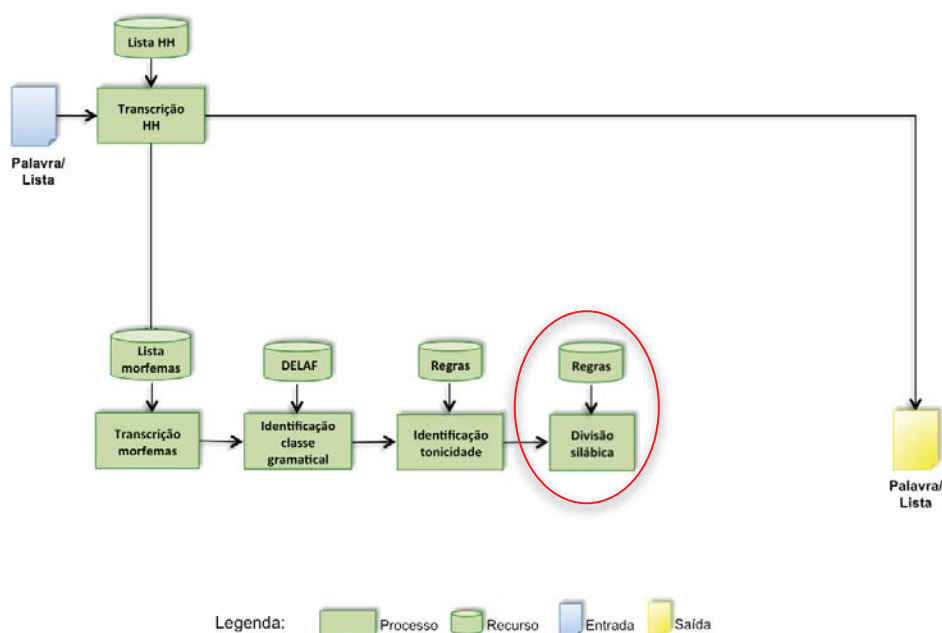 Lista HH
Transcrição
HH
Palavra/
Lista
Lista
morfemas
DELAF
Regras
Regras
Transcrição
morfemas
Identificação
classe
gramatical
Identificação
tonicidade
Divisão
silábica
Palavra/
Lista
Legenda:
Processo
Recurso
Entrada
Saída